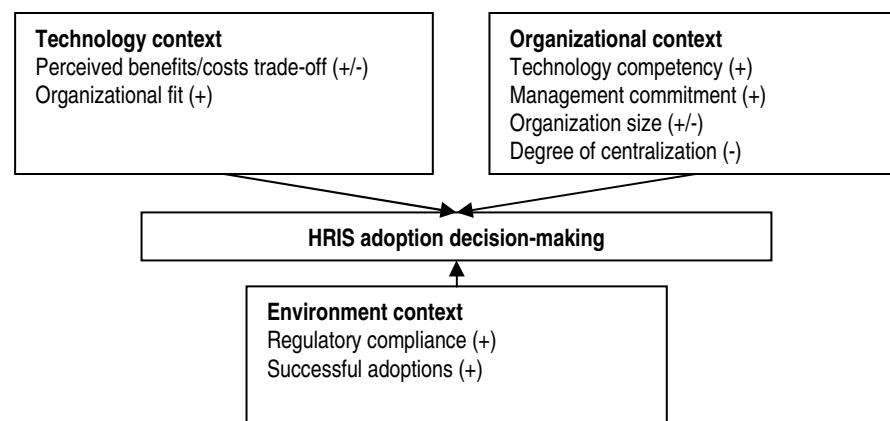 Technology context
Perceived benefits/costs trade-off (+/-)
Organizational fit (+)
Organizational context
Technology competency (+)
Management commitment (+)
Organization size (+/-)
Degree of centralization (-)
HRIS adoption decision-making
Environment context
Regulatory compliance (+)
Successful adoptions (+)